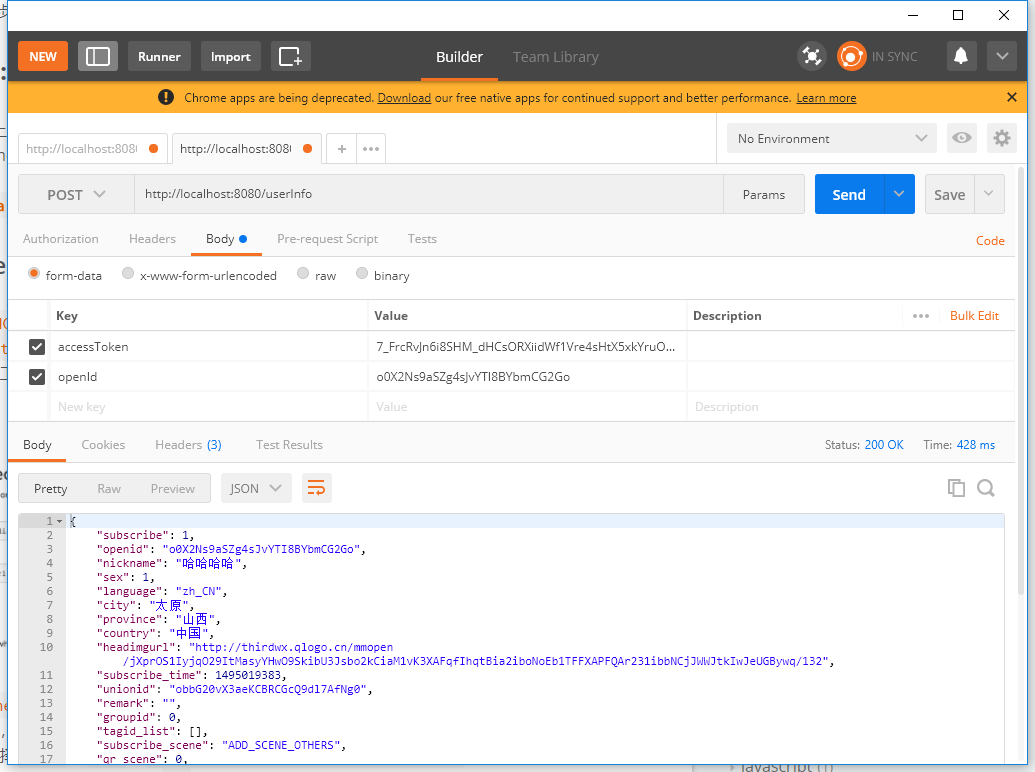 NEW
Runner
Import
Builder
Team Library
IN SYNC
Chrome apps are being deprecated. Download our free native apps for continued support and better performance. Learn more
http://localhost:808
http://localhost:808
No Environment
POST
http://localhost:8080/userInfo
Params
Send
Save
Authorization
Headers
Body
Pre-request Script
Tests
Code
form-data
x-www-form-urlencoded
raw
binary
Key
Value
Description
Bulk Edit
accessToken
7_FrcRvJn6i8SHM_dHCsORXiidWf1Vre4sHtX5xkYruO...
openId
o0X2Ns9aSZg4sJvYTI8BYbmCG2Go
New key
Value
Description
Body
Cookies
Headers (3)
Test Results
Status: 200 OK
Time: 428 ms
Pretty
Raw
Preview
JSON
1 {
2 "subscribe": 1,
3 "openid": "o0X2Ns9aSZg4sJvYTI8BYbmCG2Go",
4 "nickname": "哈哈哈哈",
5 "sex": 1,
6 "language": "zh_CN",
7 "city": "太原",
8 "province": "山西",
9 "country": "中国",
10 "headimgurl": "http://thirdwx.qlogo.cn/mmopen
/jXprOS1IyjqO29ItMasyYHwO9SkibU3Jsbo2kCiaM1vK3XAFqfIhqtBia2iboNoEb1TFFXAPFQAr231ibbNCjJWWJtkIwJeUGBywq/132",
11 "subscribe_time": 1495019383,
12 "unionid": "obbG20vX3aeKCBRCGcQ9dl7AfNg0",
13 "remark": "",
14 "groupid": 0,
15 "tagid_list": [],
16 "subscribe_scene": "ADD_SCENE_OTHERS",
17 "qr_scene": 0,
javascript (1)